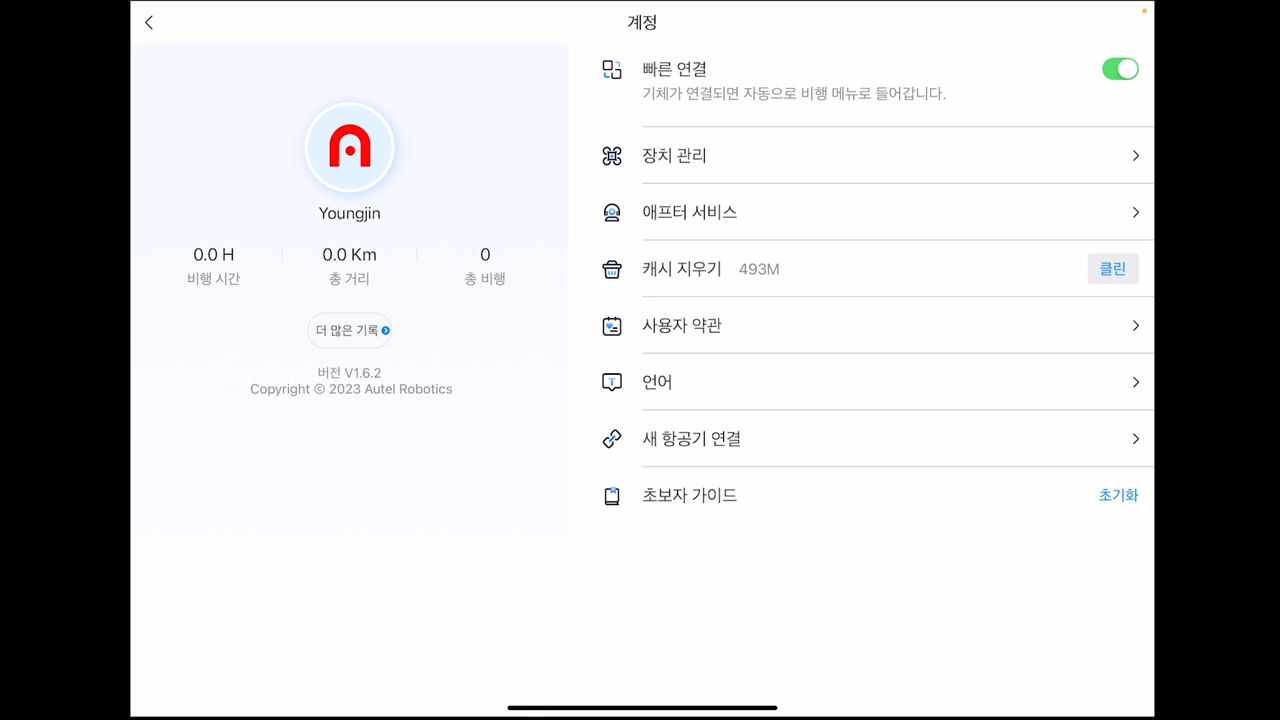 계정
Youngjin
0.0 H
0.0 Km
0
비행 시간
총 거리
총 비행
더 많은 기록
버전 V1.6.2
Copyright © 2023 Autel Robotics
빠른 연결
기체가 연결되면 자동으로 비행 메뉴로 들어갑니다.
장치 관리
애프터 서비스
캐시 지우기 493M 클린
사용자 약관
언어
새 항공기 연결
초보자 가이드 초기화